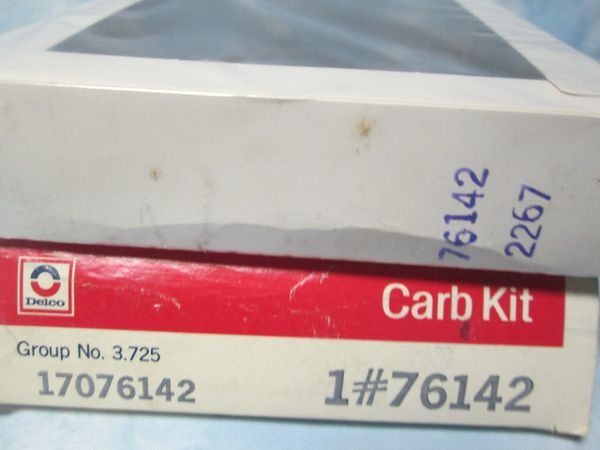 76142
2267
Delco
Carb Kit
Group No. 3.725
17076142
1#76142